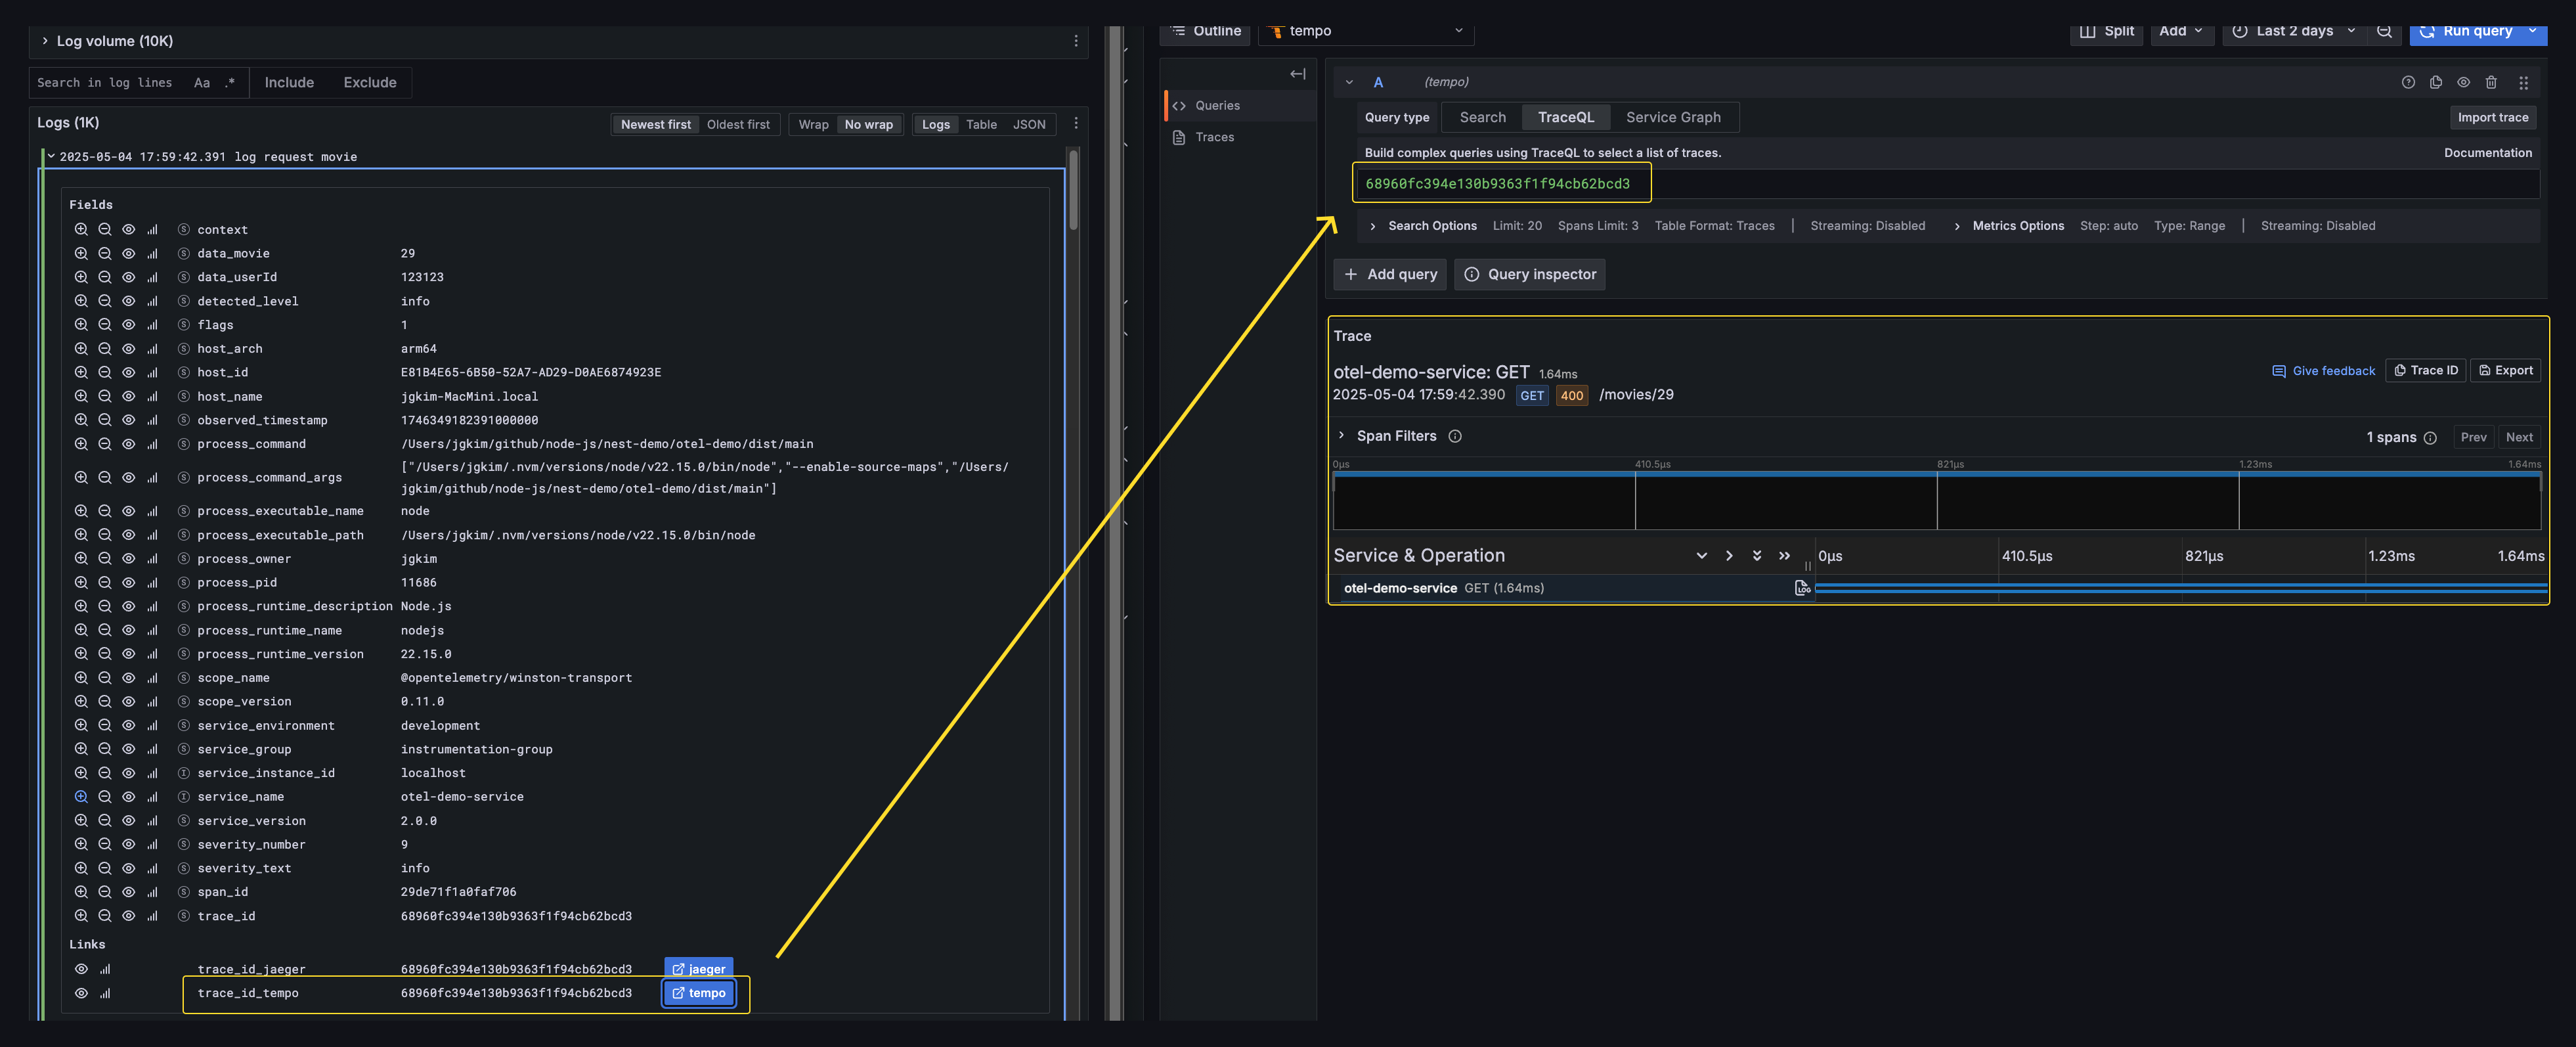 Log volume (10K)
Search in log lines Aa .* Include Exclude
Logs (1K) Newest first Oldest first Wrap No wrap Logs Table JSON
2025-05-04 17:59:42.391 log request movie
Fields
context
data_movie 29
data_userId 123123
detected_level info
flags 1
host_arch arm64
host_id E81B4E65-6B50-52A7-AD29-D0AE6874923E
host_name jgkim-MacMini.local
observed_timestamp 1746349182391000000
process_command /Users/jgkim/github/node-js/nest-demo/otel-demo/dist/main
process_command_args ["/Users/jgkim/.nvm/versions/node/v22.15.0/bin/node","--enable-source-maps","/Users/
jgkim/github/node-js/nest-demo/otel-demo/dist/main"]
process_executable_name node
process_executable_path /Users/jgkim/.nvm/versions/node/v22.15.0/bin/node
process_owner jgkim
process_pid 11686
process_runtime_description Node.js
process_runtime_name nodejs
process_runtime_version 22.15.0
scope_name @opentelemetry/winston-transport
scope_version 0.11.0
service_environment development
service_group instrumentation-group
service_instance_id localhost
service_name otel-demo-service
service_version 2.0.0
severity_number 9
severity_text info
span_id 29de71f1a0faf706
trace_id 68960fc394e130b9363f1f94cb62bcd3
Links
trace_id_jaeger 68960fc394e130b9363f1f94cb62bcd3 jaeger
trace_id_tempo 68960fc394e130b9363f1f94cb62bcd3 tempo
Outline tempo Split Add Last 2 days Run query
Queries
Traces
A (tempo)
Query type Search TraceQL Service Graph Import trace
Build complex queries using TraceQL to select a list of traces. Documentation
68960fc394e130b9363f1f94cb62bcd3
Search Options Limit: 20 Spans Limit: 3 Table Format: Traces | Streaming: Disabled Metrics Options Step: auto Type: Range | Streaming: Disabled
+ Add query Query inspector
Trace
otel-demo-service: GET 1.64ms Give feedback Trace ID Export
2025-05-04 17:59:42.390 GET 400 /movies/29
Span Filters 1 spans Prev Next
0μs 410.5μs 821μs 1.23ms 1.64ms
Service & Operation 0μs 410.5μs 821μs 1.23ms 1.64ms
otel-demo-service GET (1.64ms)